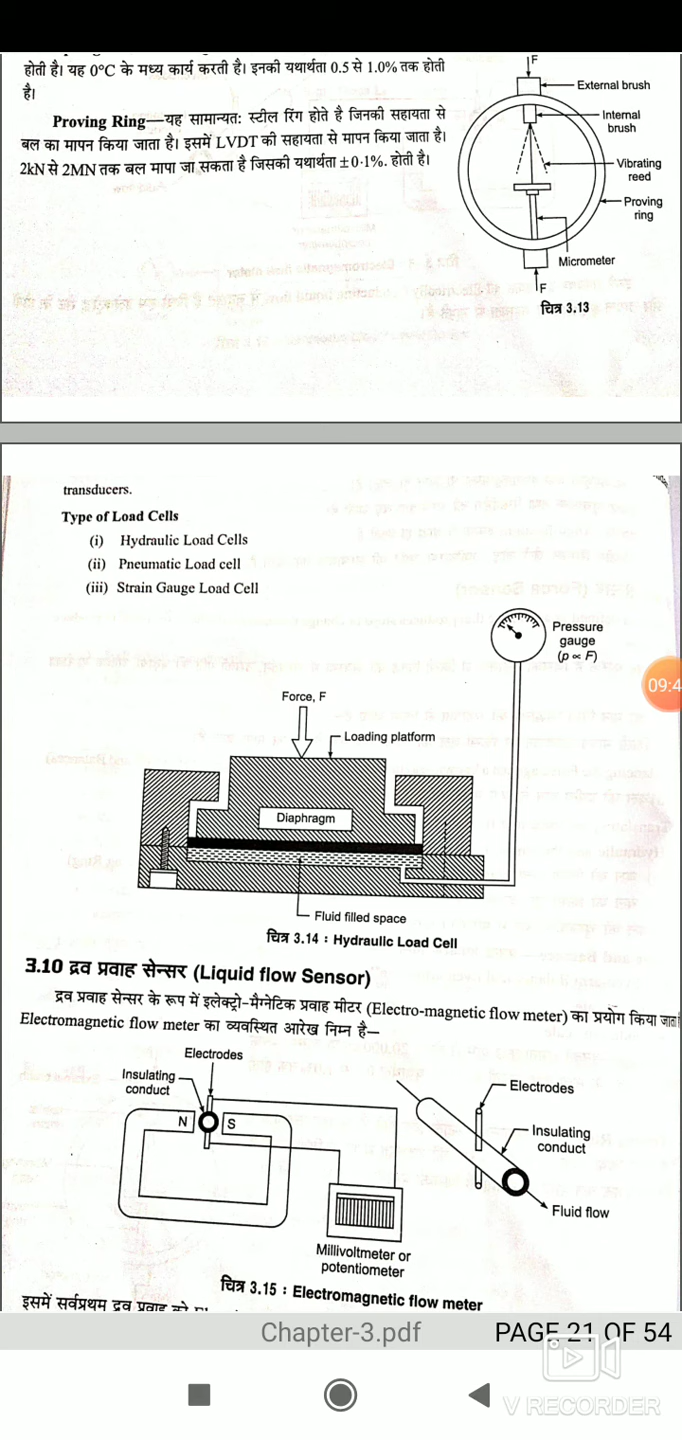 होती है। यह 0°C के मध्य कार्य करती है। इनकी यथार्थता 0.5 से 1.0% तक होती
है।
Proving Ring—यह सामान्यतः स्टील रिंग होते है जिनकी सहायता से
बल का मापन किया जाता है। इसमें LVDT की सहायता से मापन किया जाता है।
2kN से 2MN तक बल मापा जा सकता है जिसकी यथार्थता ±0·1%. होती है।
F
External brush
Internal
brush
Vibrating
reed
Proving
ring
Micrometer
F
चित्र 3.13
transducers.
Type of Load Cells
(i) Hydraulic Load Cells
(ii) Pneumatic Load cell
(iii) Strain Gauge Load Cell
Pressure
gauge
(p ∝ F)
09:4
Force, F
Loading platform
Diaphragm
Fluid filled space
चित्र 3.14 : Hydraulic Load Cell
3.10 द्रव प्रवाह सेन्सर (Liquid flow Sensor)
द्रव प्रवाह सेन्सर के रूप में इलेक्ट्रो-मैग्नेटिक प्रवाह मीटर (Electro-magnetic flow meter) का प्रयोग किया जाता
Electromagnetic flow meter का व्यवस्थित आरेख निम्न है—
Electrodes
Insulating
conduct
N S
Millivoltmeter or
potentiometer
Electrodes
Insulating
conduct
Fluid flow
चित्र 3.15 : Electromagnetic flow meter
इसमें सर्वप्रथम द्रव प्रवाह को
Chapter-3.pdf PAGE 21 OF 54
V RECORDER